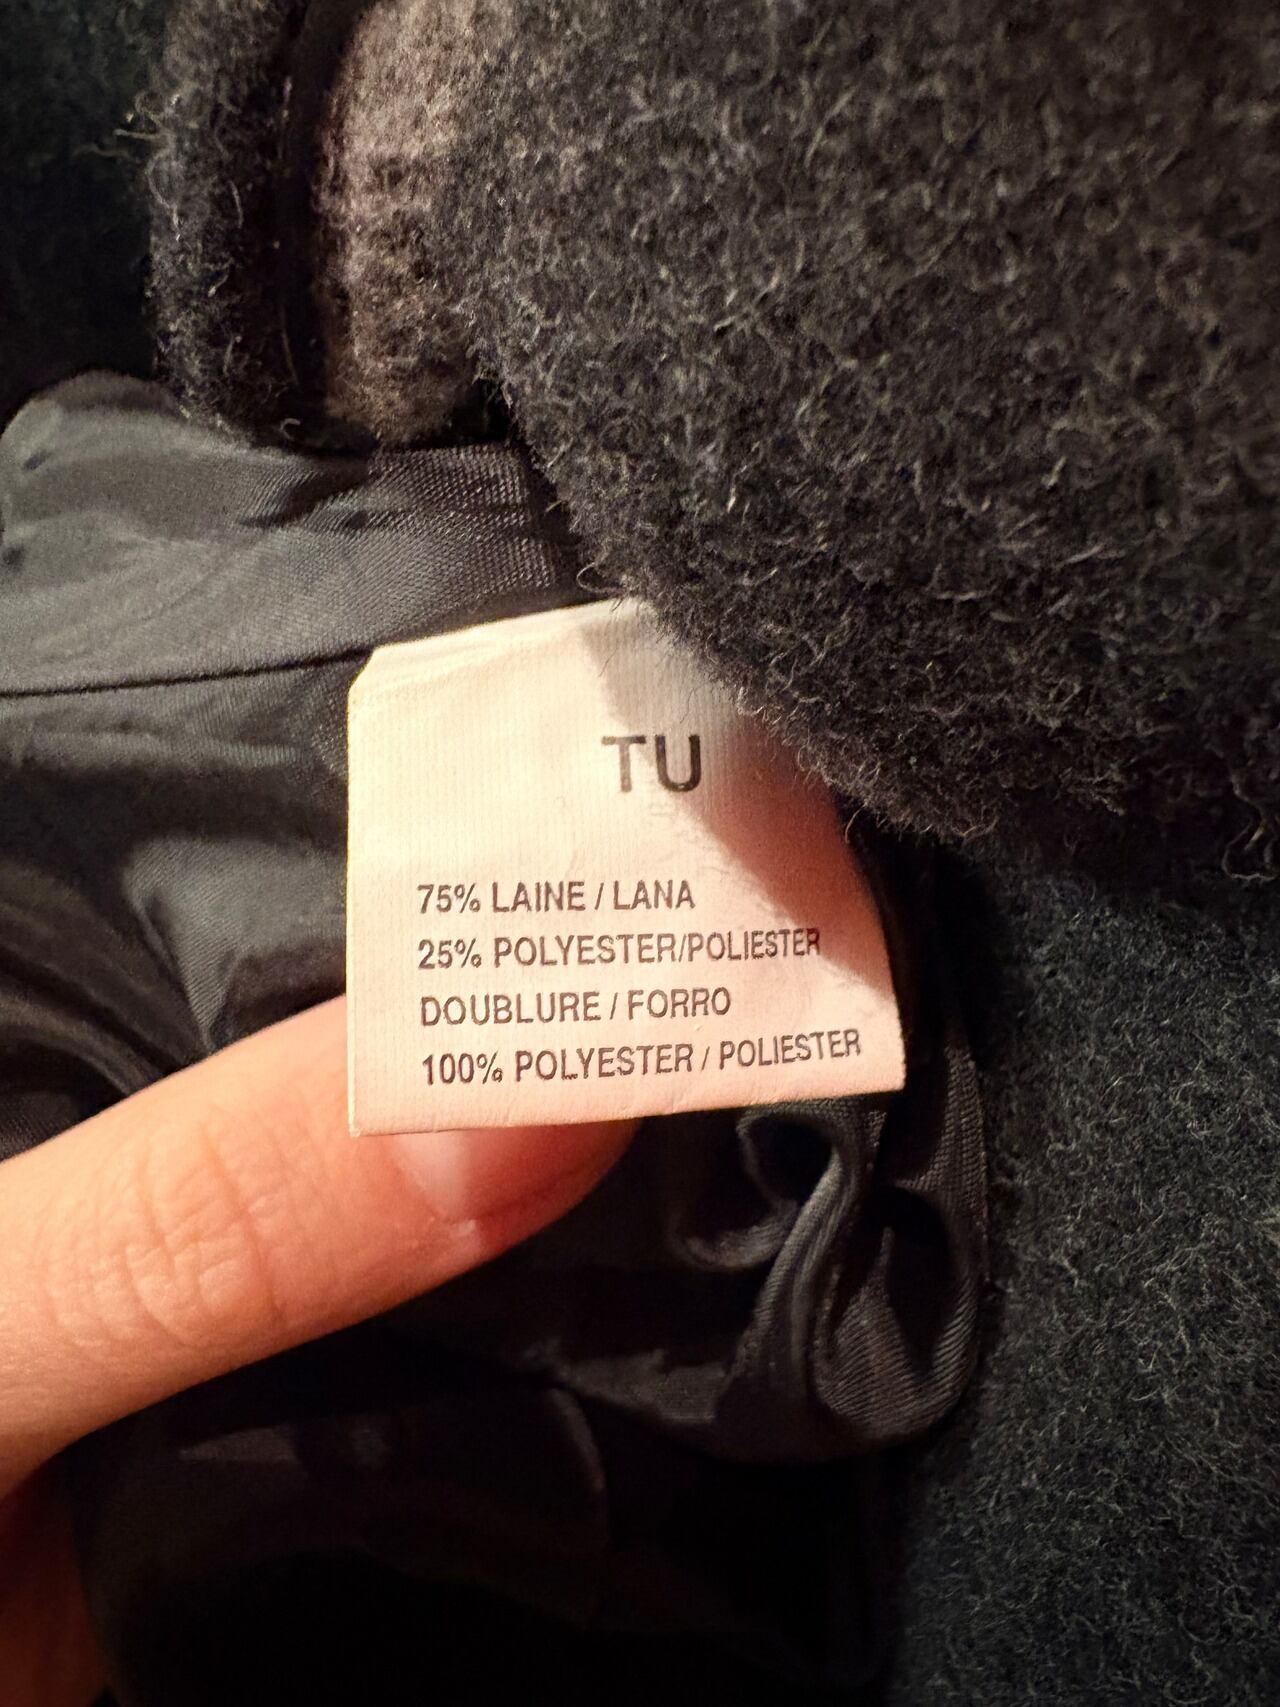 TU
75% LAINE / LANA
25% POLYESTER/POLIESTER
DOUBLURE / FORRO
100% POLYESTER / POLIESTER